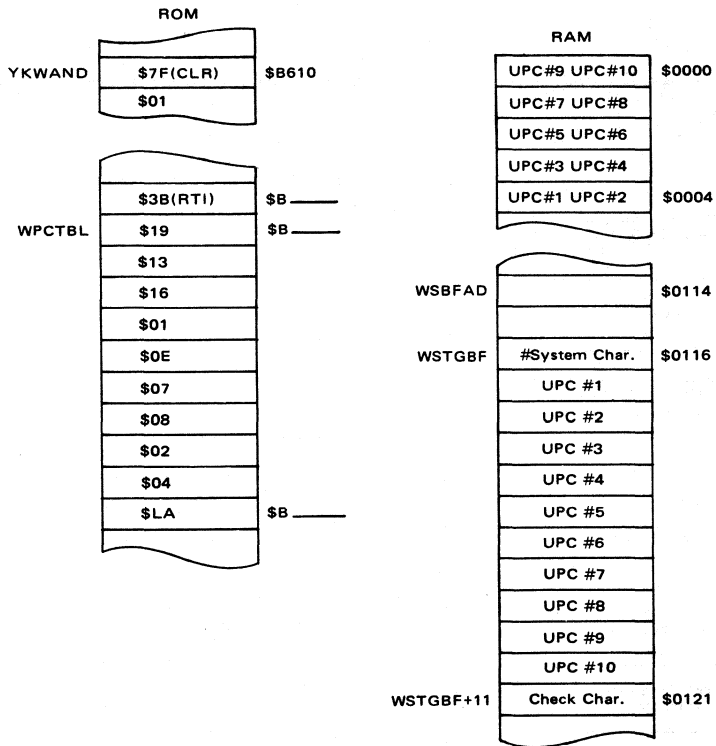 ROM
YKWAND $7F(CLR) $B610
$01
$3B(RTI) $B
WPCTBL $19 $B
$13
$16
$01
$0E
$07
$08
$02
$04
$LA $B
RAM
UPC#9 UPC#10 $0000
UPC#7 UPC#8
UPC#5 UPC#6
UPC#3 UPC#4
UPC#1 UPC#2 $0004
WSBFAD $0114
WSTGBF #System Char. $0116
UPC #1
UPC #2
UPC #3
UPC #4
UPC #5
UPC #6
UPC #7
UPC #8
UPC #9
UPC #10
WSTGBF+11 Check Char. $0121